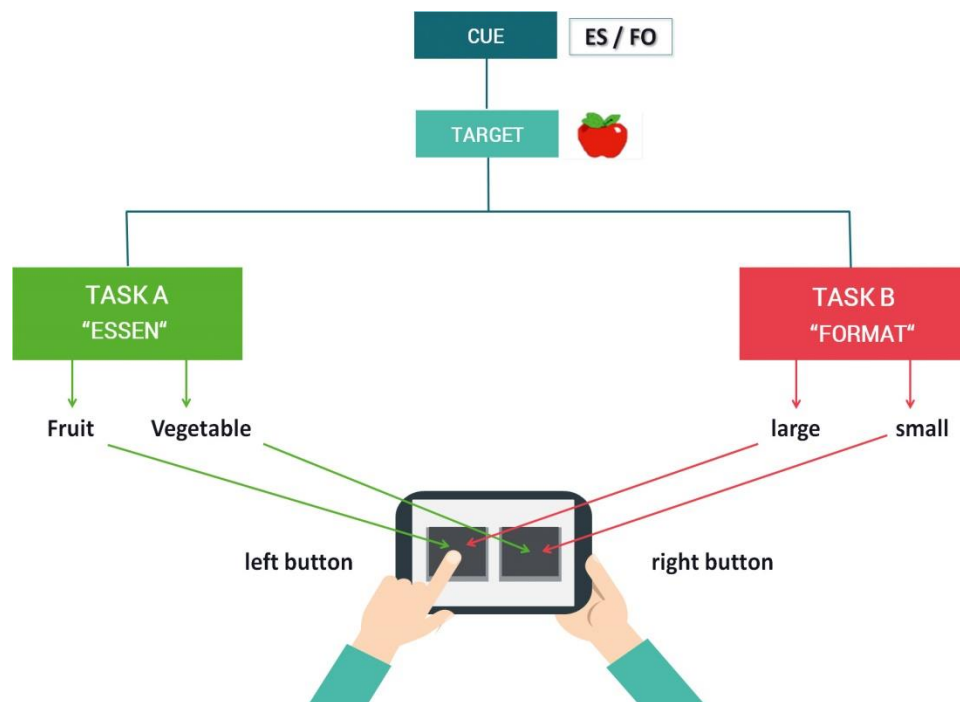 CUE
ES / FO
TARGET
TASK A
“ESSEN“
TASK B
“FORMAT“
Fruit
Vegetable
large
small
left button
right button